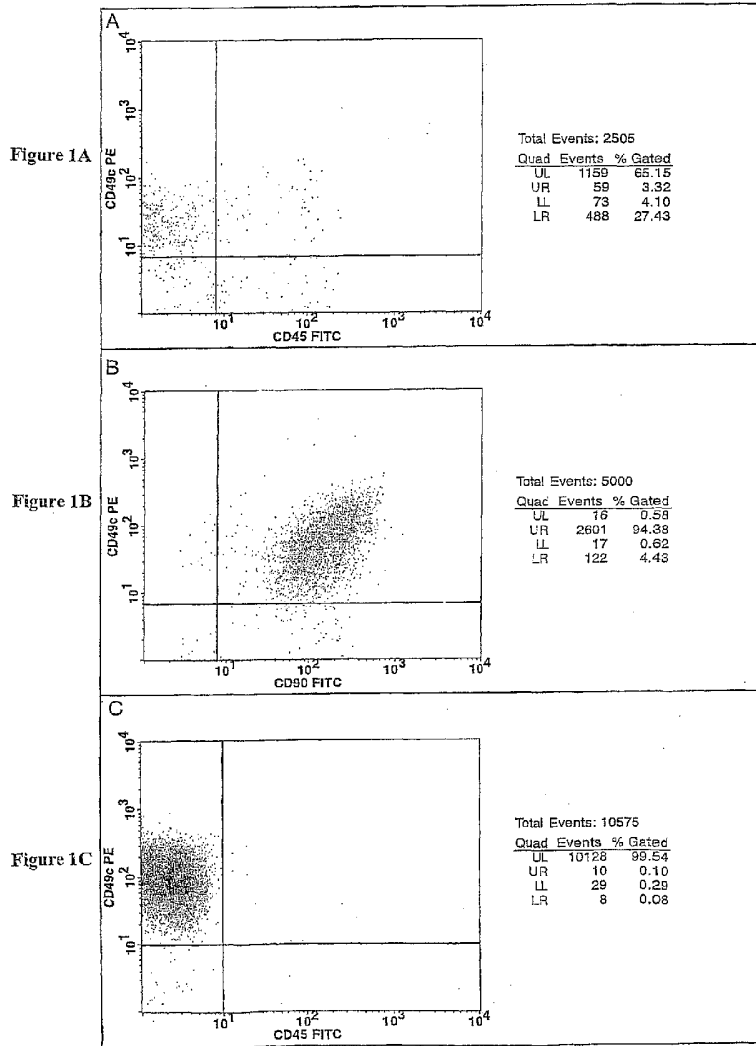 A
Figure 1A
10^4
10^3
10^2
10^1
CD49c PE
10^1 10^2 10^3 10^4
CD45 FITC
Total Events: 2505
Quad Events % Gated
UL 1159 65.15
UR 59 3.32
LL 73 4.10
LR 488 27.43
B
Figure 1B
10^4
10^3
10^2
10^1
CD49c PE
10^1 10^2 10^3 10^4
CD90 FITC
Total Events: 5000
Quad Events % Gated
UL 16 0.58
UR 2601 94.38
LL 17 0.62
LR 122 4.43
C
Figure 1C
10^4
10^3
10^2
10^1
CD49c PE
10^1 10^2 10^3 10^4
CD45 FITC
Total Events: 10575
Quad Events % Gated
UL 10128 99.54
UR 10 0.10
LL 29 0.29
LR 8 0.08